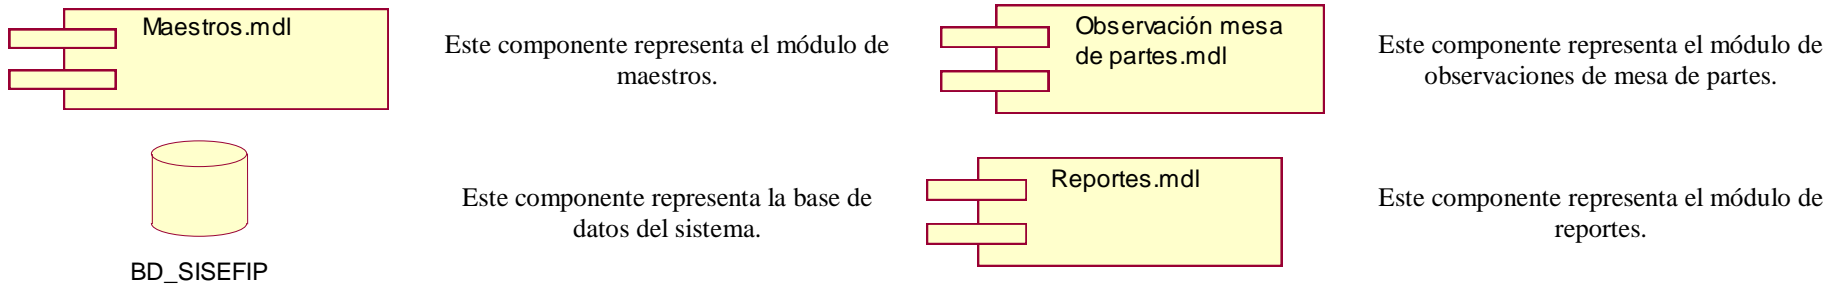 Maestros.mdl
Este componente representa el módulo de
maestros.
Observación mesa
de partes.mdl
Este componente representa el módulo de
observaciones de mesa de partes.
BD_SISEFIP
Este componente representa la base de
datos del sistema.
Reportes.mdl
Este componente representa el módulo de
reportes.